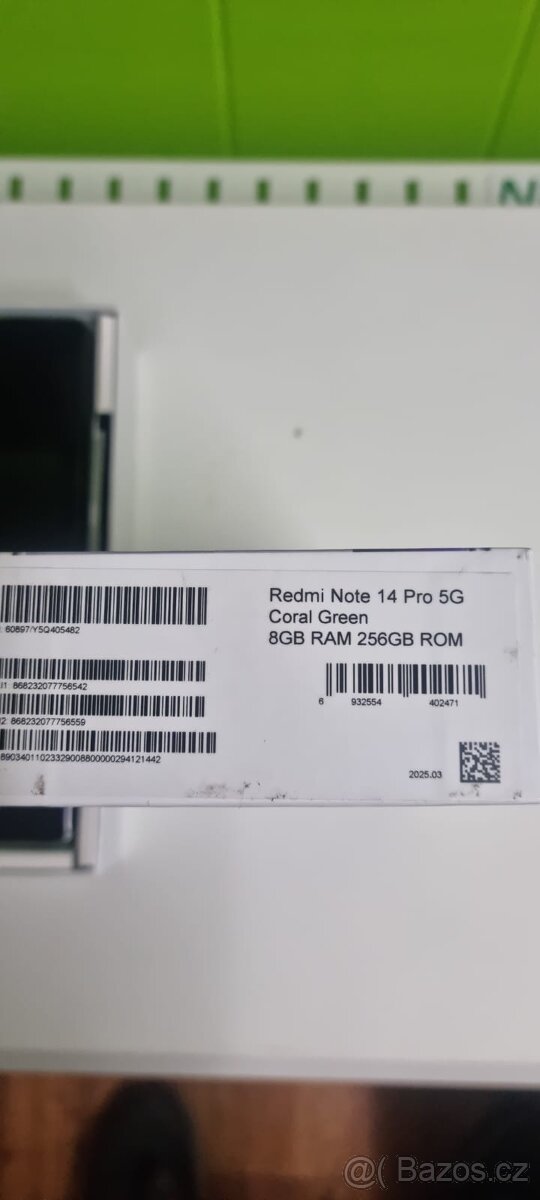 N
60897/Y5Q405482
868232077756542
868232077756559
890340110233290088000000294121442
Redmi Note 14 Pro 5G
Coral Green
8GB RAM 256GB ROM
6 932554 402471
2025.03
@( Bazos.cz